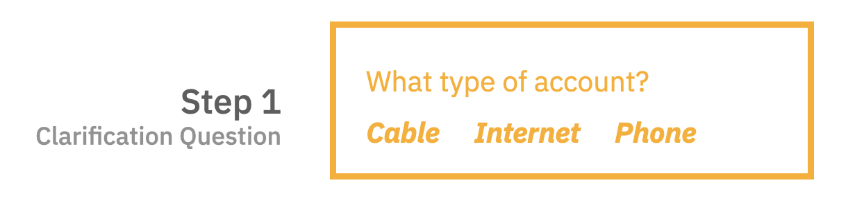 Step 1
Clarification Question
What type of account?
Cable Internet Phone